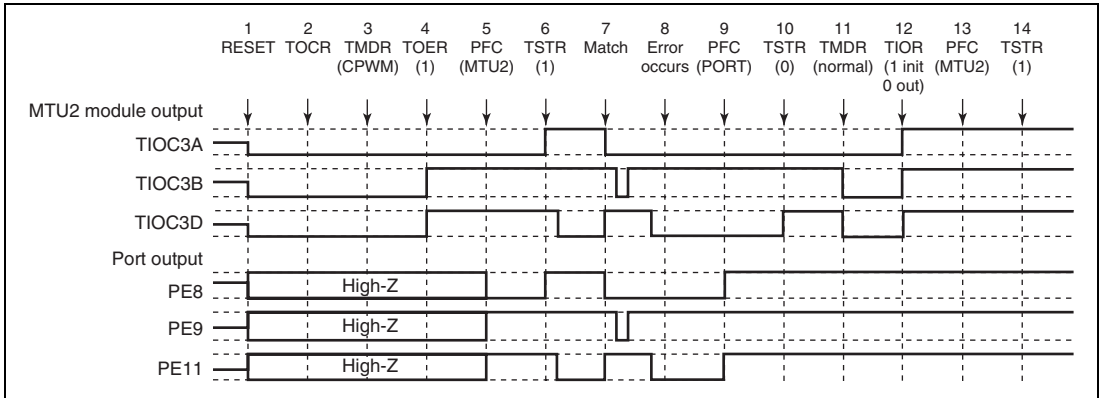 1 2 3 4 5 6 7 8 9 10 11 12 13 14
RESET TOCR TMDR TOER PFC TSTR Match Error PFC TSTR TMDR TIOR PFC TSTR
(CPWM) (1) (MTU2) (1) occurs (PORT) (0) (normal) (1 init (MTU2) (1)
0 out)
MTU2 module output
TIOC3A
TIOC3B
TIOC3D
Port output
PE8 High-Z
PE9 High-Z
PE11 High-Z